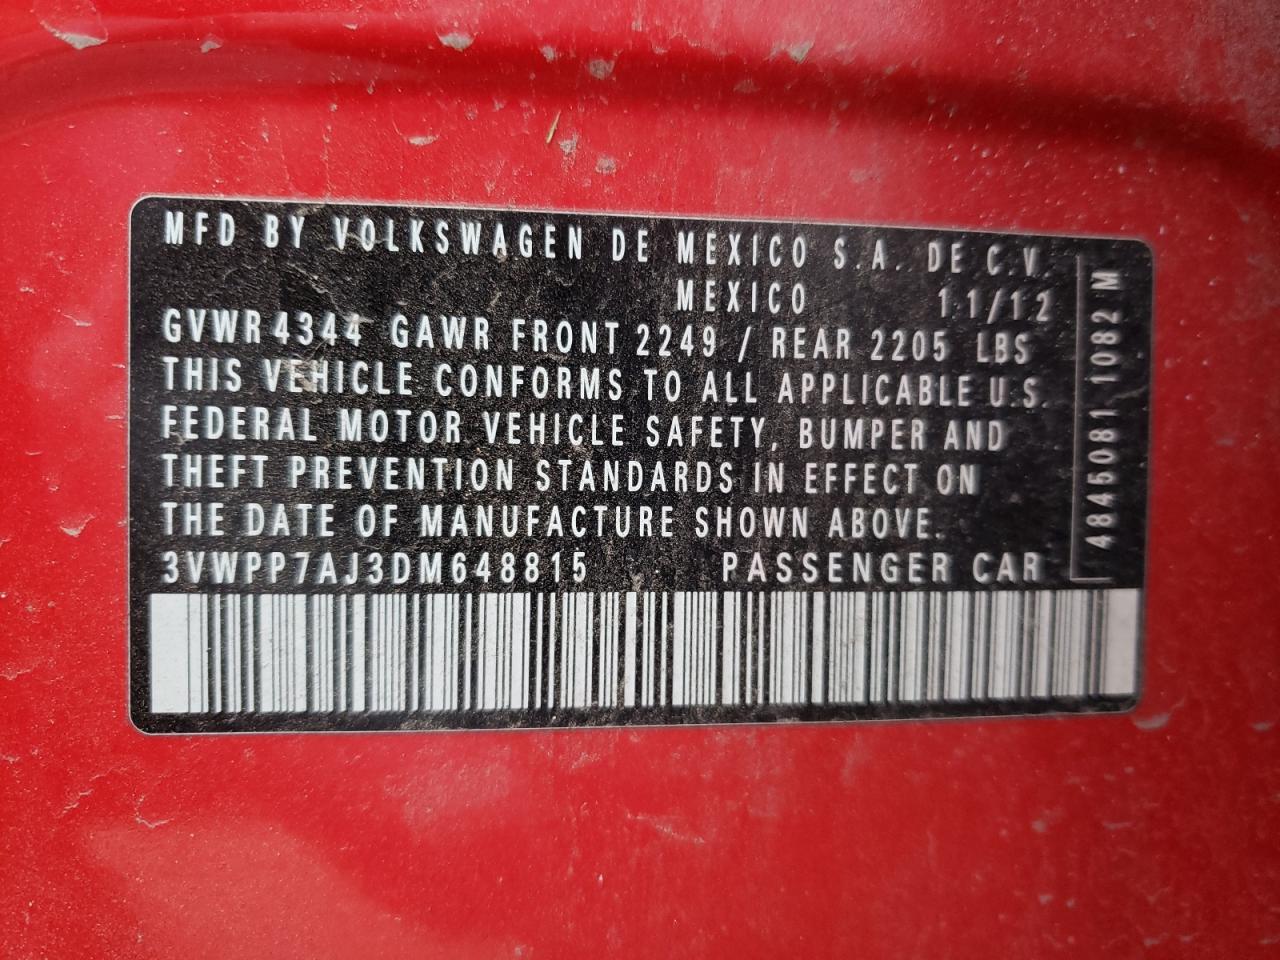 MFD BY VOLKSWAGEN DE MEXICO S.A. DE C.V.
MEXICO 11/12
GVWR 4344 GAWR FRONT 2249 / REAR 2205 LBS
THIS VEHICLE CONFORMS TO ALL APPLICABLE U.S.
FEDERAL MOTOR VEHICLE SAFETY, BUMPER AND
THEFT PREVENTION STANDARDS IN EFFECT ON
THE DATE OF MANUFACTURE SHOWN ABOVE.
3VWPP7AJ3DM648815 PASSENGER CAR
4845081 1082 M